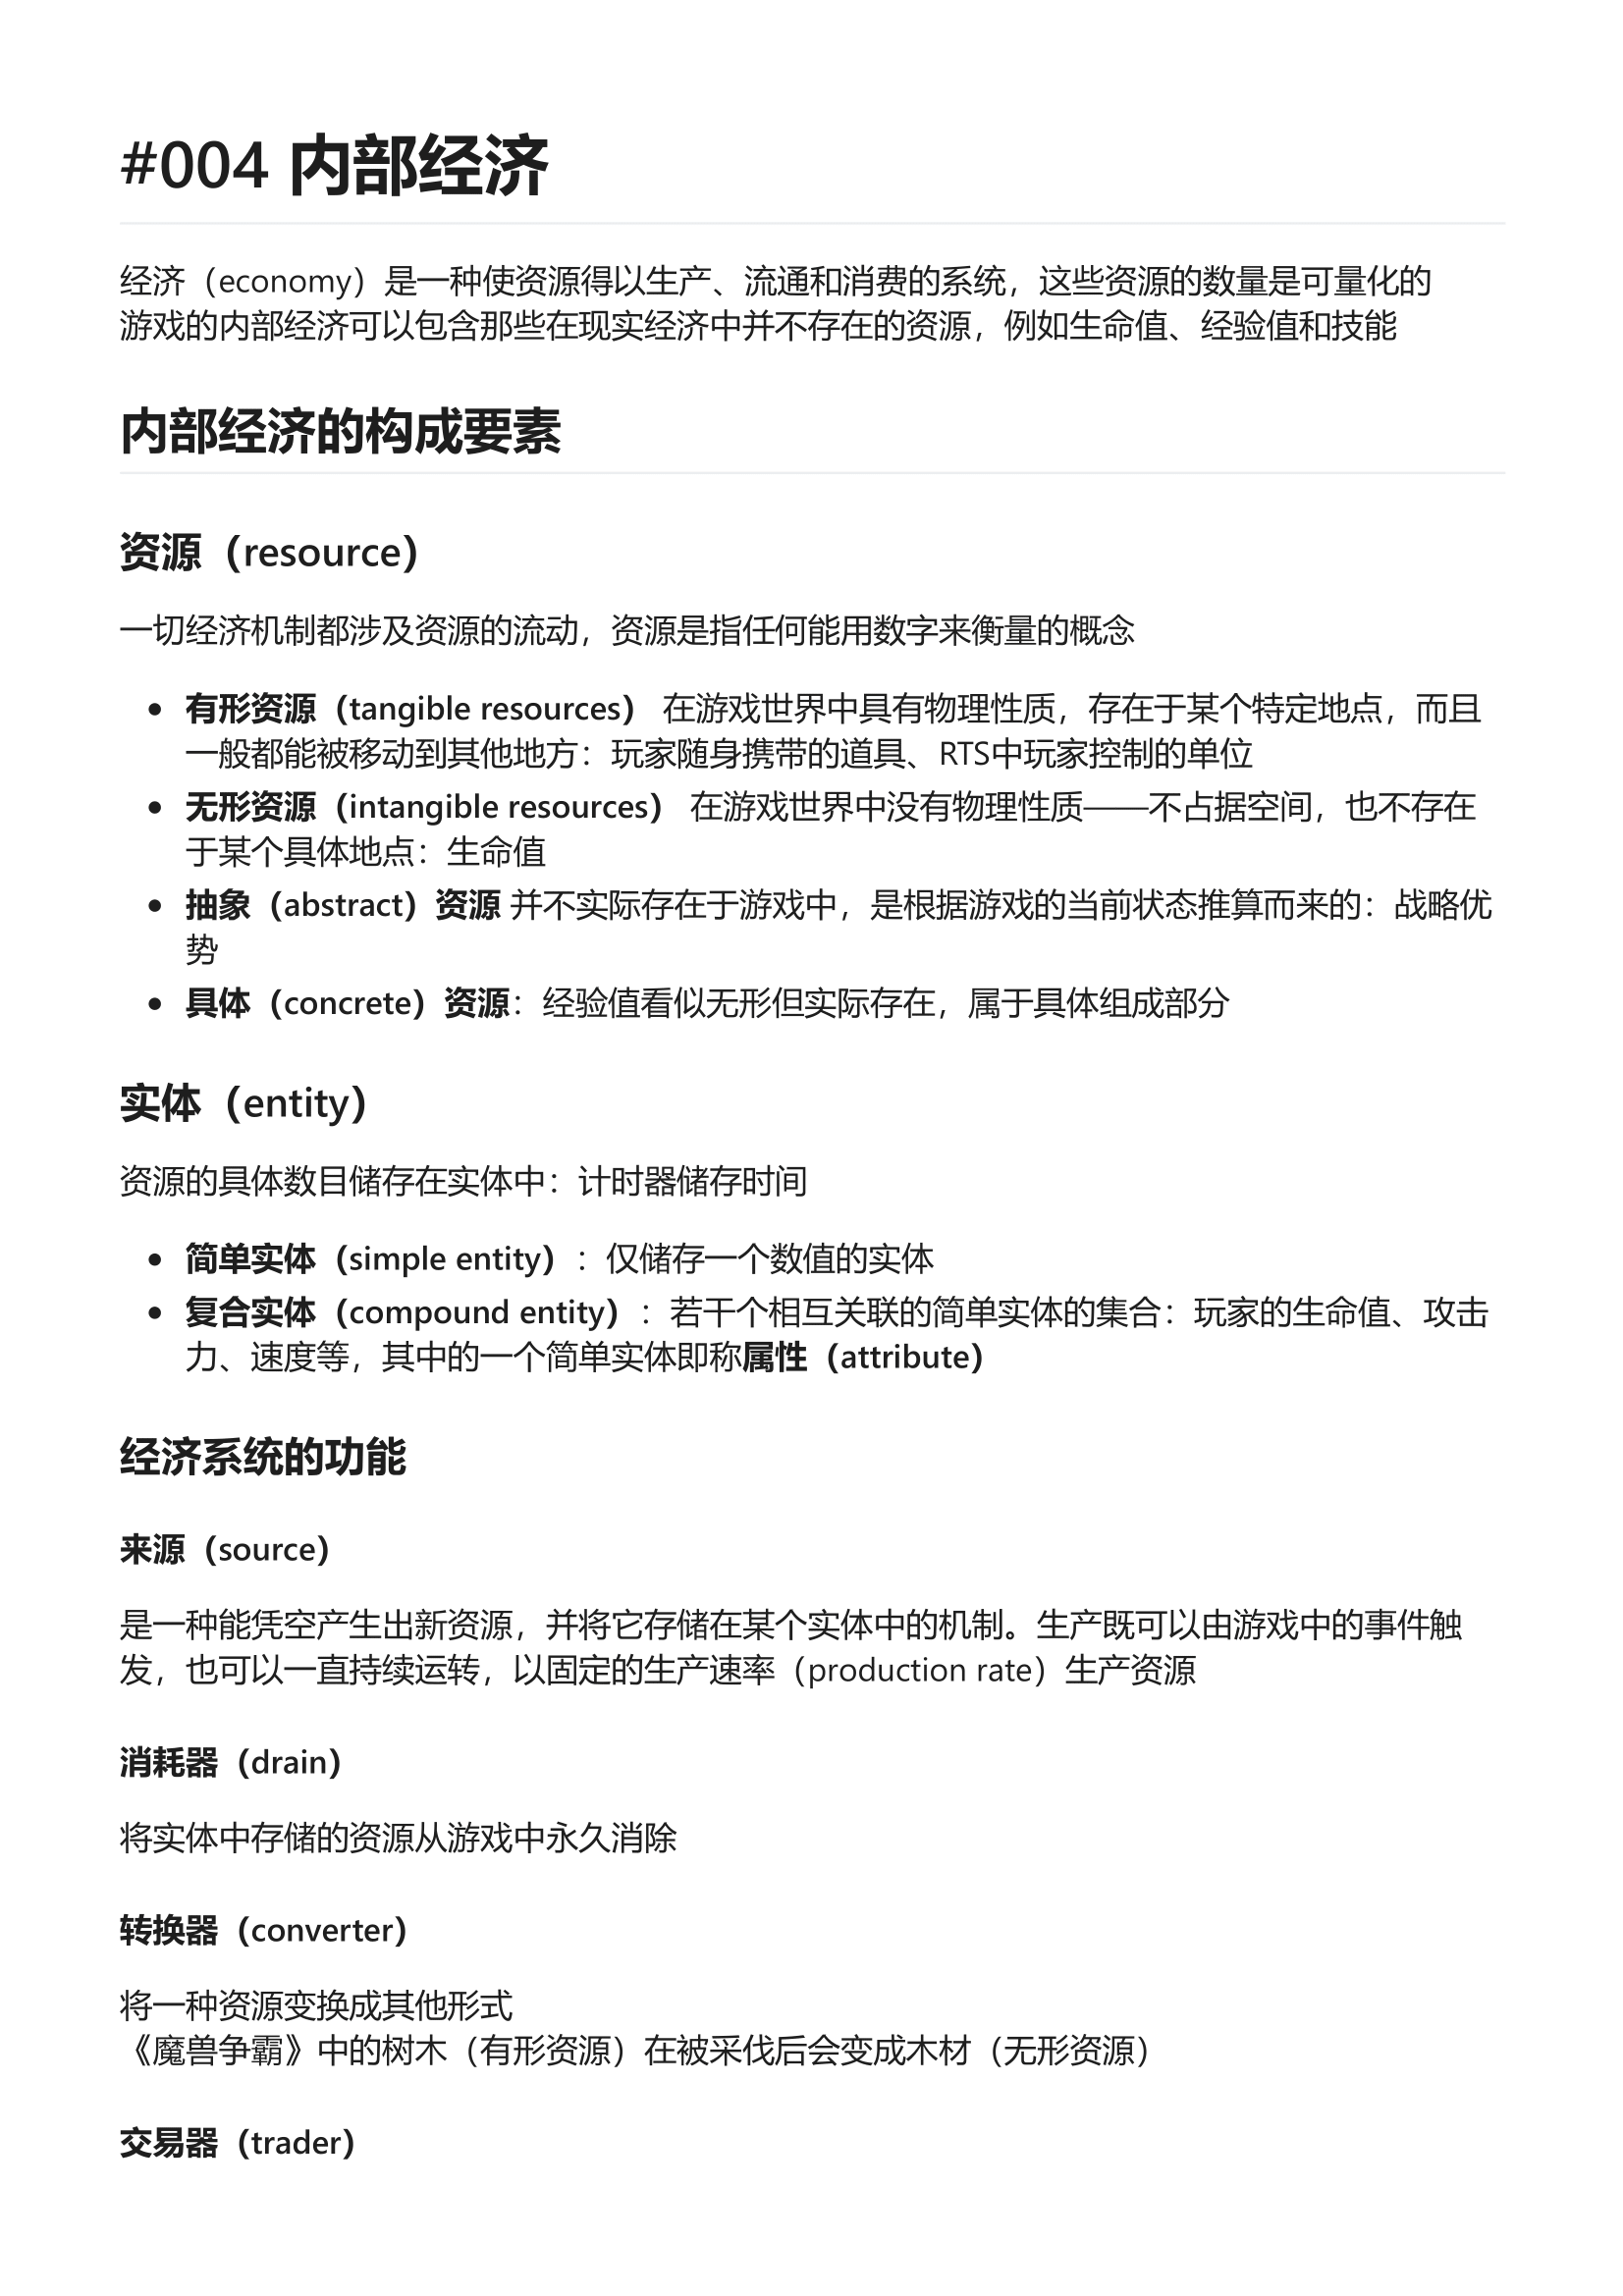 #004 内部经济
经济（economy）是一种使资源得以生产、流通和消费的系统，这些资源的数量是可量化的
游戏的内部经济可以包含那些在现实经济中并不存在的资源，例如生命值、经验值和技能
内部经济的构成要素
资源（resource）
一切经济机制都涉及资源的流动，资源是指任何能用数字来衡量的概念
• 有形资源（tangible resources） 在游戏世界中具有物理性质，存在于某个特定地点，而且
一般都能被移动到其他地方：玩家随身携带的道具、RTS中玩家控制的单位
• 无形资源（intangible resources） 在游戏世界中没有物理性质——不占据空间，也不存在
于某个具体地点：生命值
• 抽象（abstract）资源 并不实际存在于游戏中，是根据游戏的当前状态推算而来的：战略优
势
• 具体（concrete）资源：经验值看似无形但实际存在，属于具体组成部分
实体（entity）
资源的具体数目储存在实体中：计时器储存时间
• 简单实体（simple entity）：仅储存一个数值的实体
• 复合实体（compound entity）：若干个相互关联的简单实体的集合：玩家的生命值、攻击
力、速度等，其中的一个简单实体即称属性（attribute）
经济系统的功能
来源（source）
是一种能凭空产生出新资源，并将它存储在某个实体中的机制。生产既可以由游戏中的事件触
发，也可以一直持续运转，以固定的生产速率（production rate）生产资源
消耗器（drain）
将实体中存储的资源从游戏中永久消除
转换器（converter）
将一种资源变换成其他形式
《魔兽争霸》中的树木（有形资源）在被采伐后会变成木材（无形资源）
交易器（trader）